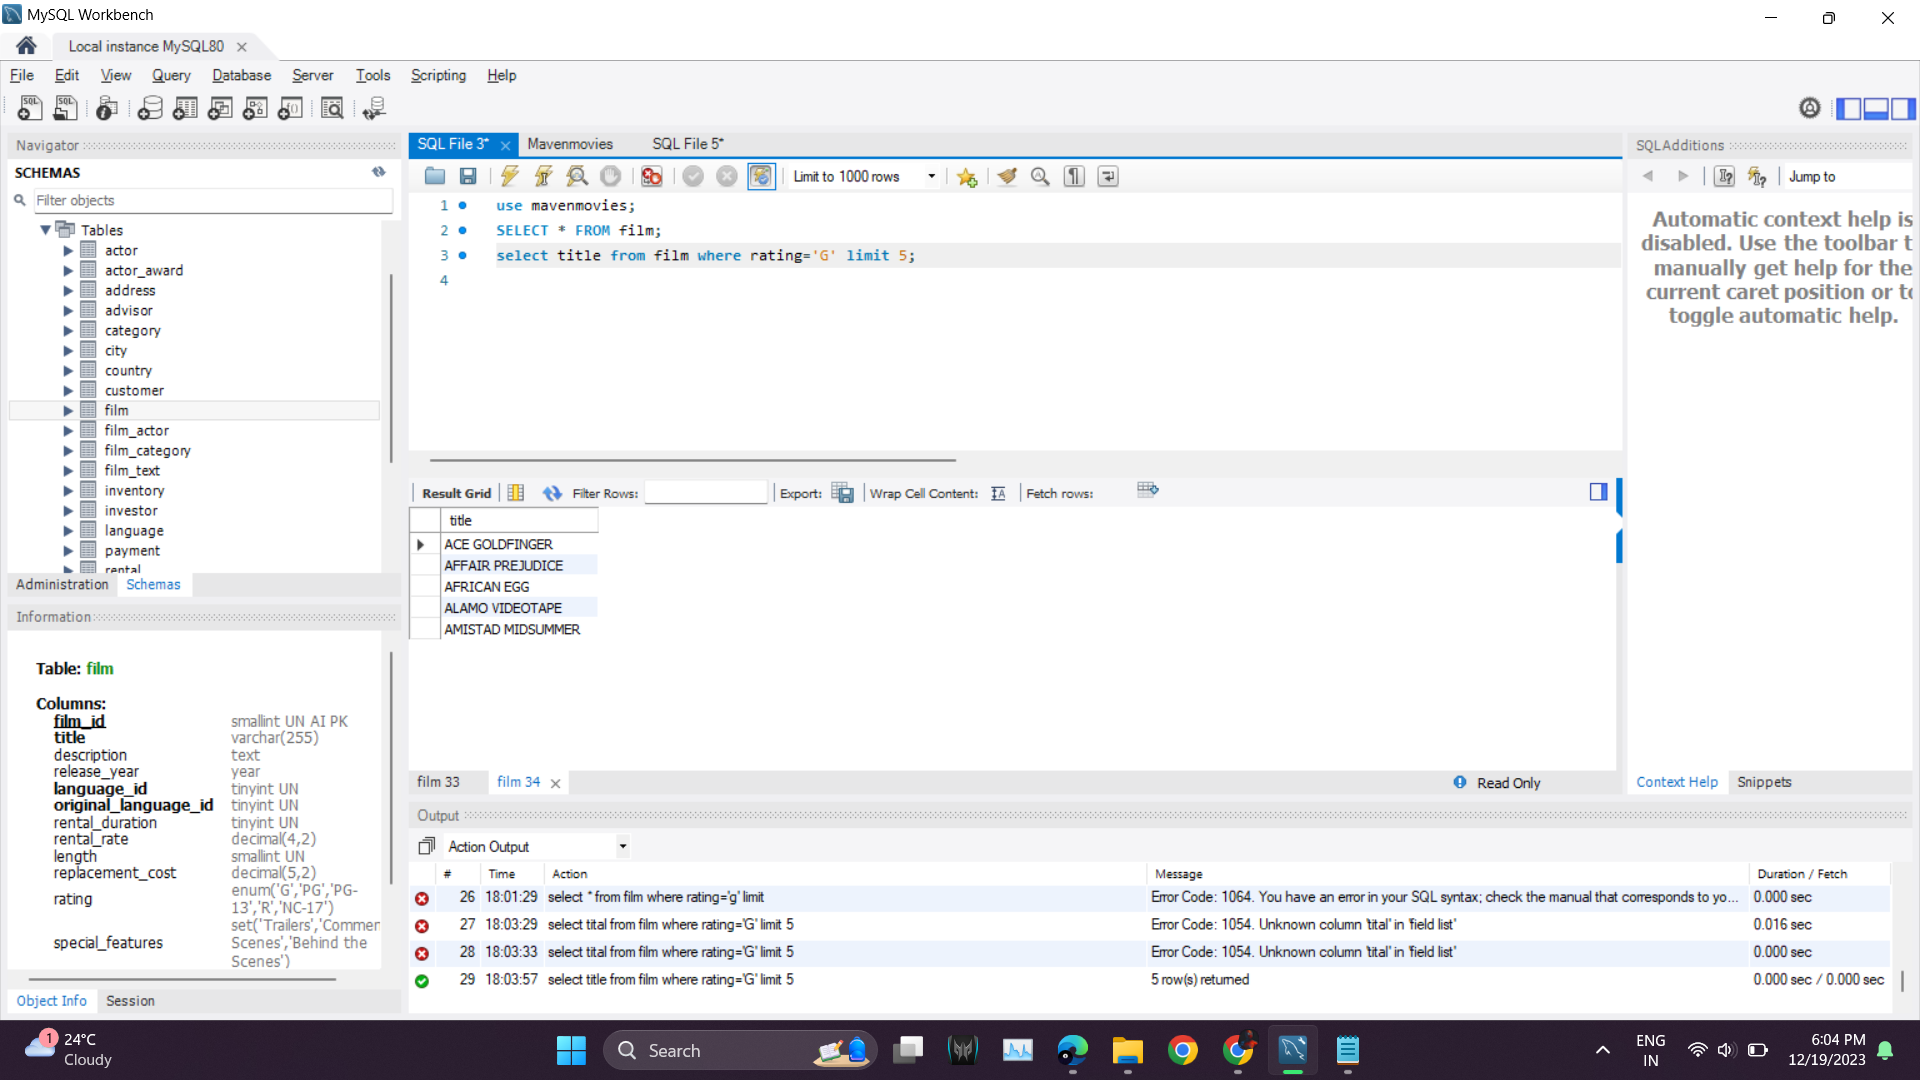 MySQL Workbench
Local instance MySQL80
File Edit View Query Database Server Tools Scripting Help
Navigator
SCHEMAS
Filter objects
Tables
actor
actor_award
address
advisor
category
city
country
customer
film
film_actor
film_category
film_text
inventory
investor
language
payment
rental
Administration Schemas
Information
Table: film
Columns:
film_id smallint UN AI PK
title varchar(255)
description text
release_year year
language_id tinyint UN
original_language_id tinyint UN
rental_duration tinyint UN
rental_rate decimal(4,2)
length smallint UN
replacement_cost decimal(5,2)
rating enum('G','PG','PG-
13','R','NC-17')
special_features set('Trailers','Commen
Scenes','Behind the
Scenes')
Object Info Session
SQL File 3* Mavenmovies SQL File 5*
Limit to 1000 rows
1 use mavenmovies;
2 SELECT * FROM film;
3 select title from film where rating='G' limit 5;
4
Result Grid Filter Rows: Export: Wrap Cell Content: Fetch rows:
title
ACE GOLDFINGER
AFFAIR PREJUDICE
AFRICAN EGG
ALAMO VIDEOTAPE
AMISTAD MIDSUMMER
film 33 film 34 Read Only
Output
Action Output
# Time Action Message Duration / Fetch
26 18:01:29 select * from film where rating='g' limit Error Code: 1064. You have an error in your SQL syntax; check the manual that corresponds to yo... 0.000 sec
27 18:03:29 select tital from film where rating='G' limit 5 Error Code: 1054. Unknown column 'tital' in 'field list' 0.016 sec
28 18:03:33 select tital from film where rating='G' limit 5 Error Code: 1054. Unknown column 'tital' in 'field list' 0.000 sec
29 18:03:57 select title from film where rating='G' limit 5 5 row(s) returned 0.000 sec / 0.000 sec
SQLAdditions
Jump to
Automatic context help is
disabled. Use the toolbar t
manually get help for the
current caret position or to
toggle automatic help.
Context Help Snippets
1
24°C
Cloudy
Search
ENG
IN
6:04 PM
12/19/2023